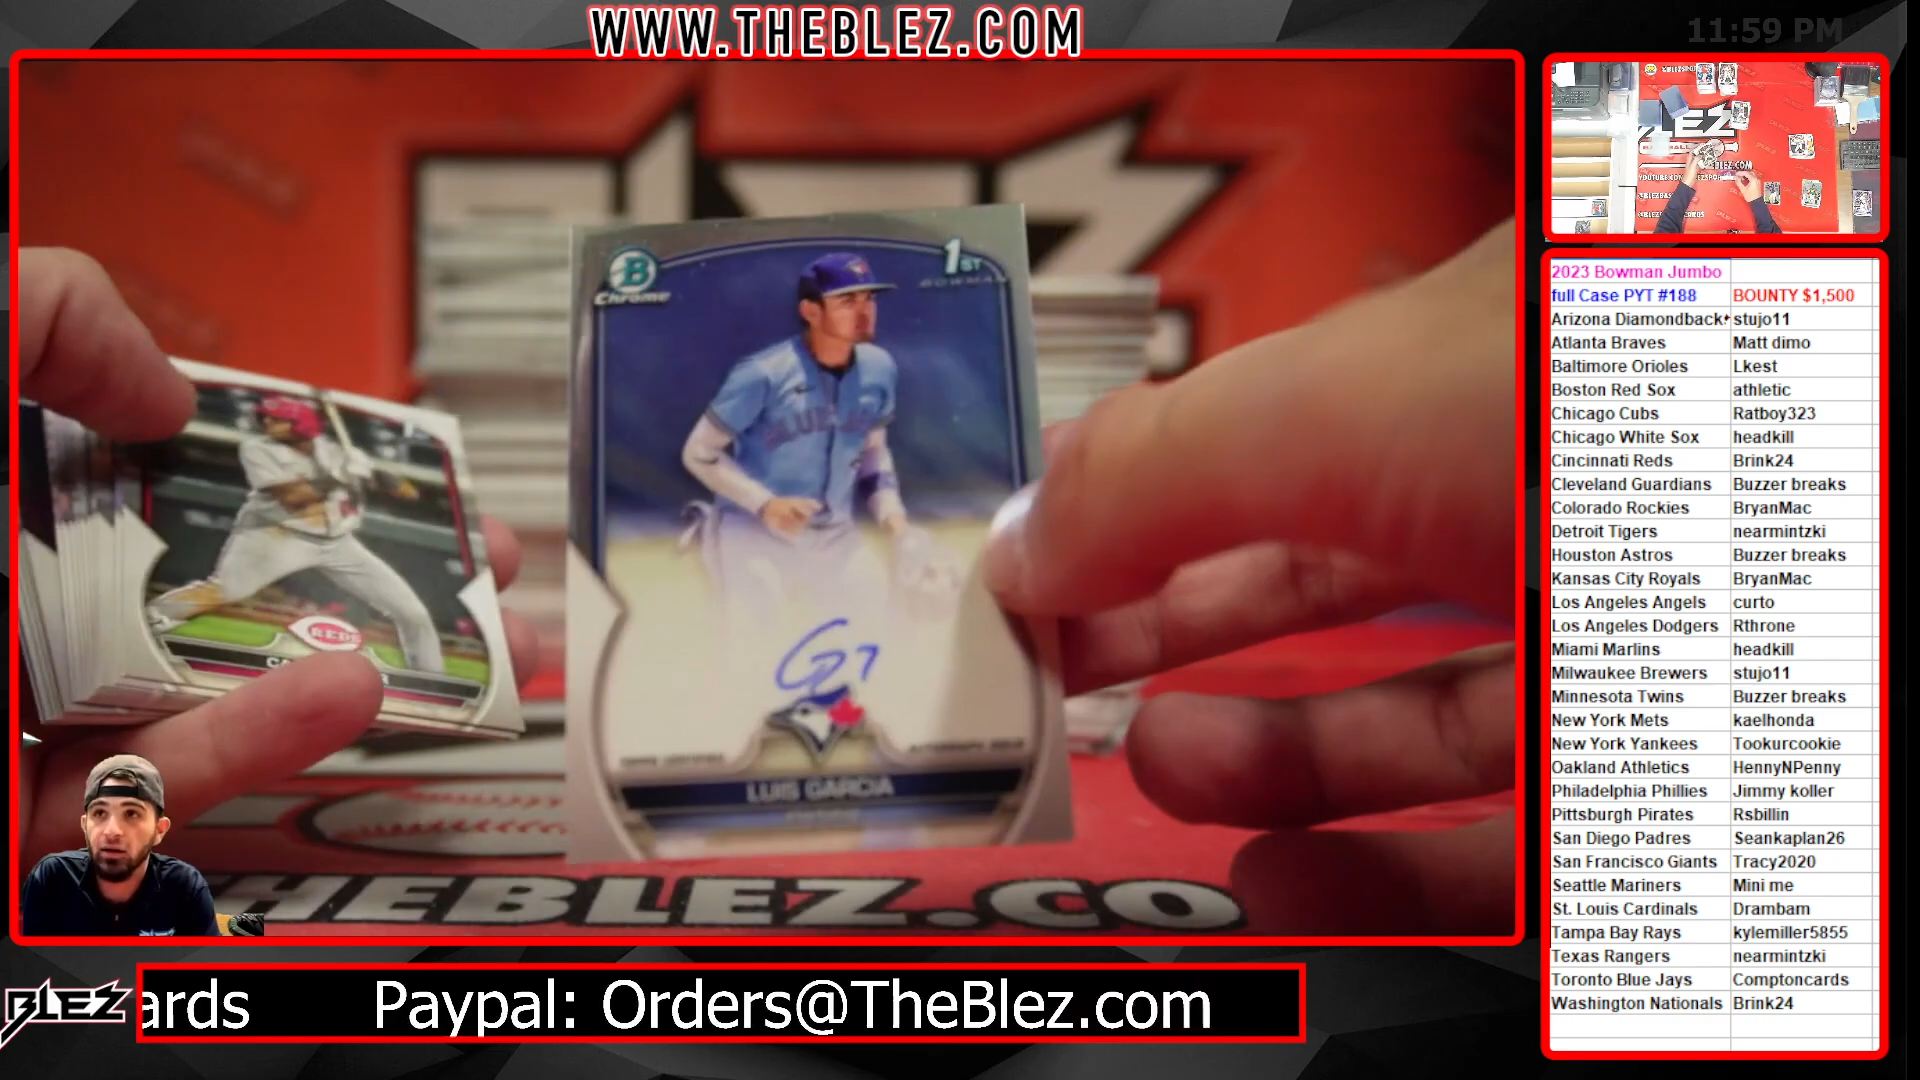 WWW.THEBLEZ.COM
11:59 PM
B
Chrome
1ST
BOWMAN
BLUE JAYS
REDS
LUIS GARCIA
THEBLEZ.CO
2023 Bowman Jumbo
full Case PYT #188 BOUNTY $1,500
Arizona Diamondback stujo11
Atlanta Braves Matt dimo
Baltimore Orioles Lkest
Boston Red Sox athletic
Chicago Cubs Ratboy323
Chicago White Sox headkill
Cincinnati Reds Brink24
Cleveland Guardians Buzzer breaks
Colorado Rockies BryanMac
Detroit Tigers nearmintzki
Houston Astros Buzzer breaks
Kansas City Royals BryanMac
Los Angeles Angels curto
Los Angeles Dodgers Rthrone
Miami Marlins headkill
Milwaukee Brewers stujo11
Minnesota Twins Buzzer breaks
New York Mets kaelhonda
New York Yankees Tookurcookie
Oakland Athletics HennyNPenny
Philadelphia Phillies Jimmy koller
Pittsburgh Pirates Rsbillin
San Diego Padres Seankaplan26
San Francisco Giants Tracy2020
Seattle Mariners Mini me
St. Louis Cardinals Drambam
Tampa Bay Rays kylemiller5855
Texas Rangers nearmintzki
Toronto Blue Jays Comptoncards
Washington Nationals Brink24
BLEZ
ards Paypal: Orders@TheBlez.com